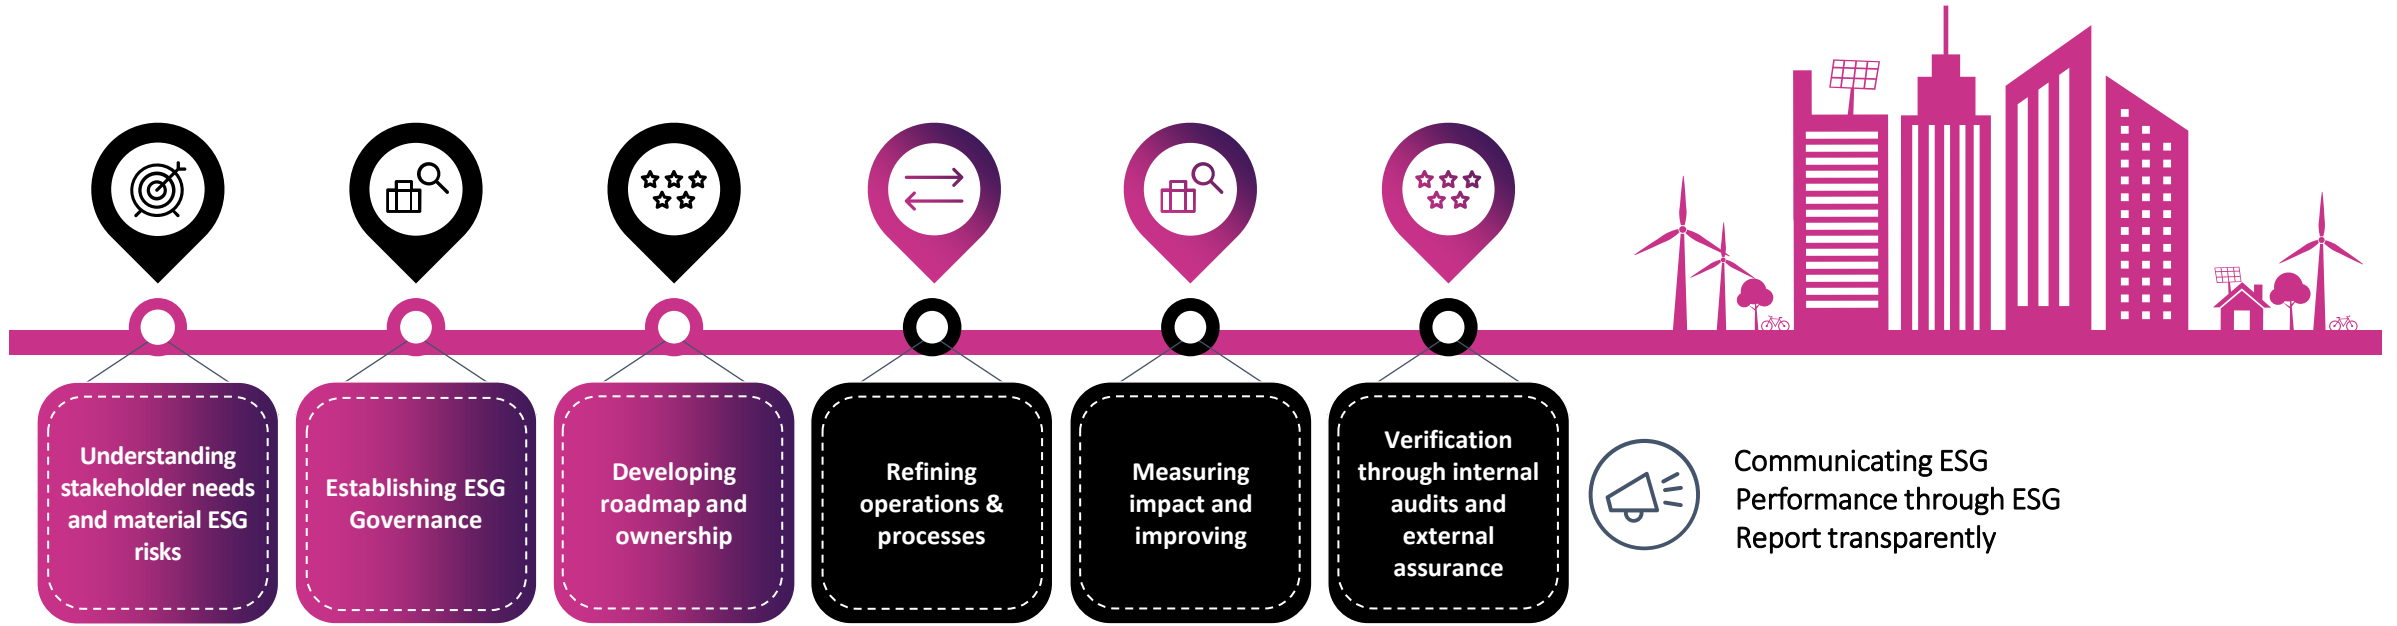 Understanding
stakeholder needs
and material ESG
risks
Establishing ESG
Governance
Developing
roadmap and
ownership
Refining
operations &
processes
Measuring
impact and
improving
Verification
through internal
audits and
external
assurance
Communicating ESG
Performance through ESG
Report transparently